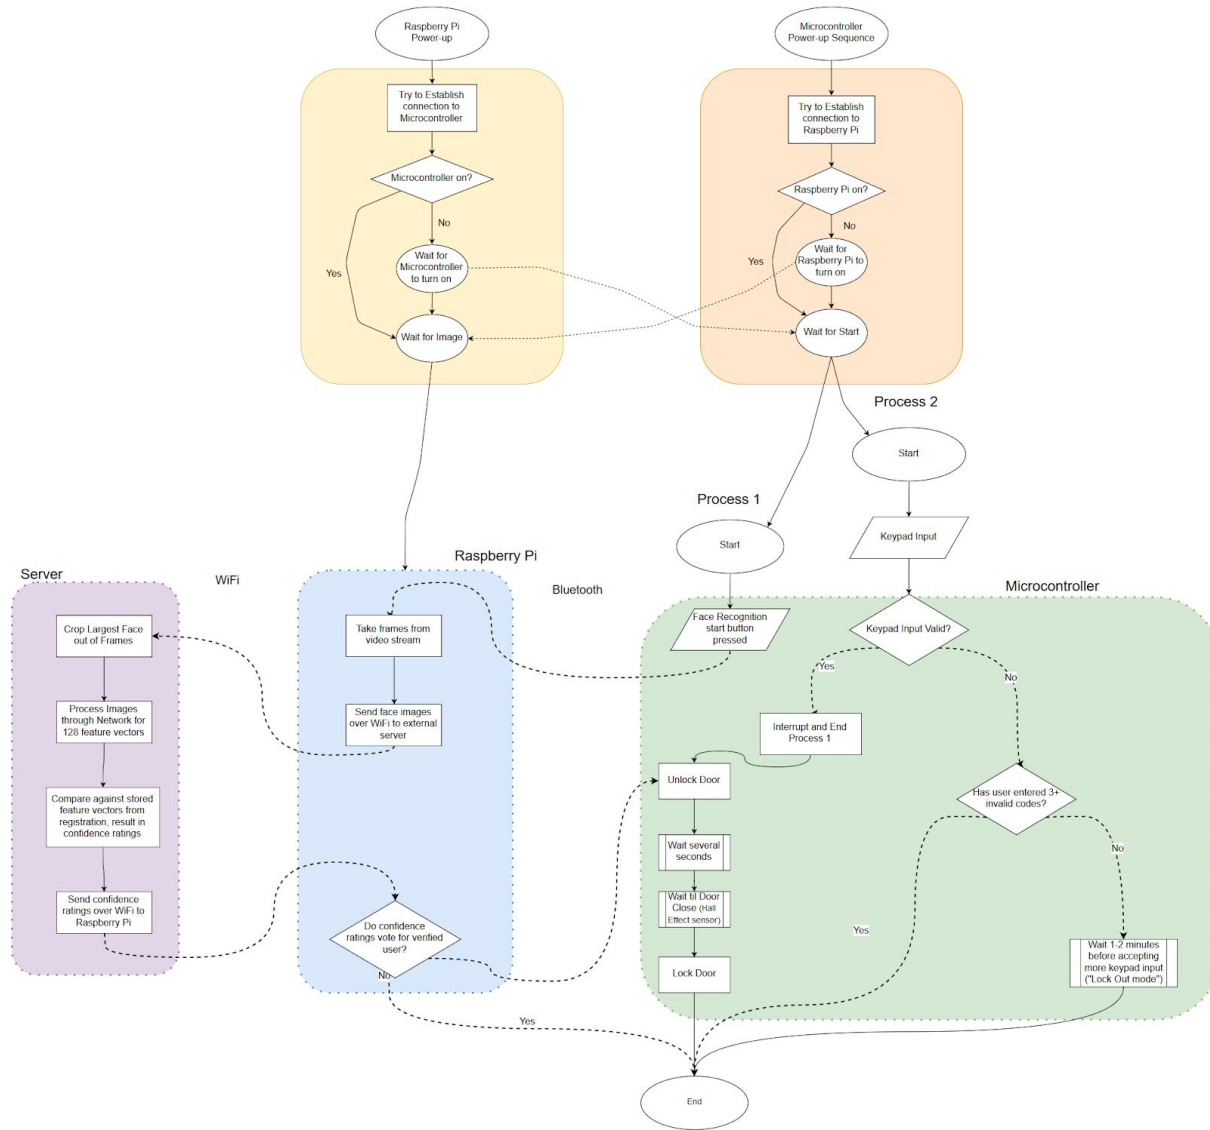 Raspberry Pi
Power-up
Microcontroller
Power-up Sequence
Try to Establish
connection to
Microcontroller
Try to Establish
connection to
Raspberry Pi
Microcontroller on?
Raspberry Pi on?
No
No
Yes
Yes
Wait for
Microcontroller
to turn on
Wait for
Raspberry Pi to
turn on
Wait for Image
Wait for Start
Process 2
Start
Process 1
Start
Keypad Input
Server
WiFi
Raspberry Pi
Bluetooth
Microcontroller
Crop Largest Face
out of Frames
Process Images
through Network for
128 feature vectors
Compare against stored
feature vectors from
registration, result in
confidence ratings
Send confidence
ratings over WiFi to
Raspberry Pi
Take frames from
video stream
Send face images
over WiFi to external
server
Do confidence
ratings vote for verified
user?
No
Yes
Face Recognition
start button
pressed
Keypad Input Valid?
Yes
No
Interrupt and End
Process 1
Unlock Door
Wait several
seconds
Wait til Door
Close (Hall
Effect sensor)
Lock Door
Has user entered 3+
invalid codes?
No
Yes
Wait 1-2 minutes
before accepting
more keypad input
("Lock Out mode")
End